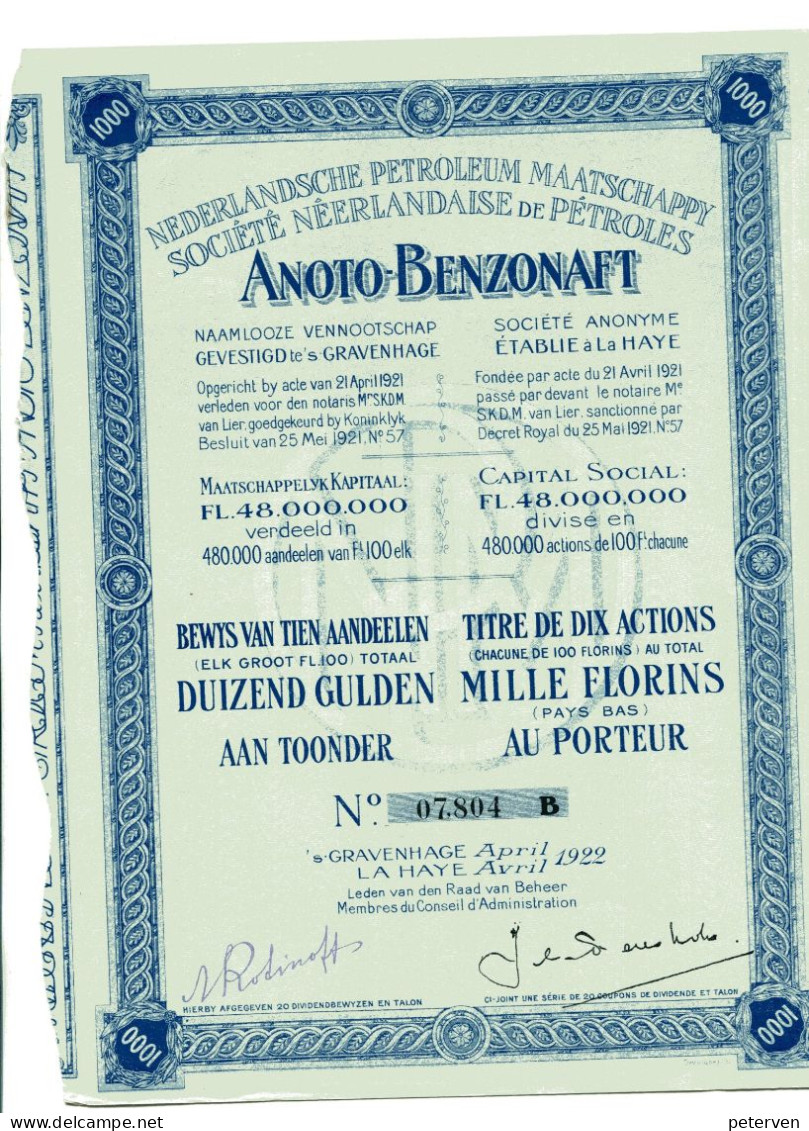 1000
1000
NEDERLANDSCHE PETROLEUM MAATSCHAPPY
SOCIÉTÉ NÉERLANDAISE DE PÉTROLES
ANOTO-BENZONAFT
NAAMLOOZE VENNOOTSCHAP
GEVESTIGD te 's-GRAVENHAGE
Opgericht by acte van 21 April 1921
verleden voor den notaris Mr S.K.D.M.
van Lier, goedgekeurd by Koninklyk
Besluit van 25 Mei 1921. No 57
MAATSCHAPPELYK KAPITAAL:
FL. 48.000.000
verdeeld in
480.000 aandeelen van Fl. 100 elk
SOCIÉTÉ ANONYME
ÉTABLIE à LA HAYE
Fondée par acte du 21 Avril 1921
passé par devant le notaire Me
S.K.D.M. van Lier, sanctionné par
Décret Royal du 25 Mai 1921. No 57
CAPITAL SOCIAL:
FL. 48.000.000
divisé en
480.000 actions de 100 Fl. chacune
BEWYS VAN TIEN AANDEELEN
(ELK GROOT FL.100) TOTAAL
DUIZEND GULDEN
AAN TOONDER
TITRE DE DIX ACTIONS
(CHACUNE DE 100 FLORINS) AU TOTAL
MILLE FLORINS
(PAYS BAS)
AU PORTEUR
No. 07.804 B
's-GRAVENHAGE April
LA HAYE Avril 1922
Leden van den Raad van Beheer
Membres du Conseil d'Administration
HIERBY AFGEGEVEN 20 DIVIDENDBEWYZEN EN TALON
CI-JOINT UNE SÉRIE DE 20 COUPONS DE DIVIDENDE ET TALON
1000
1000
www.delcampe.net
peterven